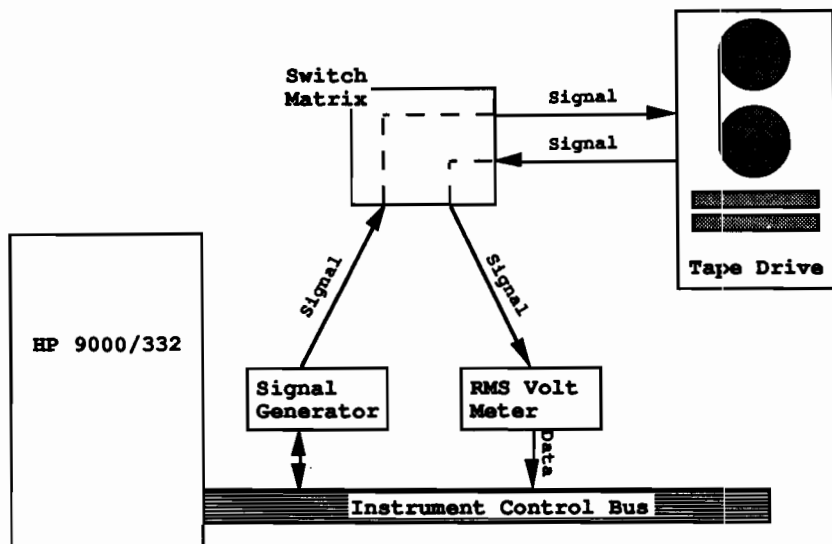 Switch
Matrix
Signal
Signal
Tape Drive
Signal
Signal
HP 9000/332
Signal
Generator
RMS Volt
Meter
Data
Instrument Control Bus